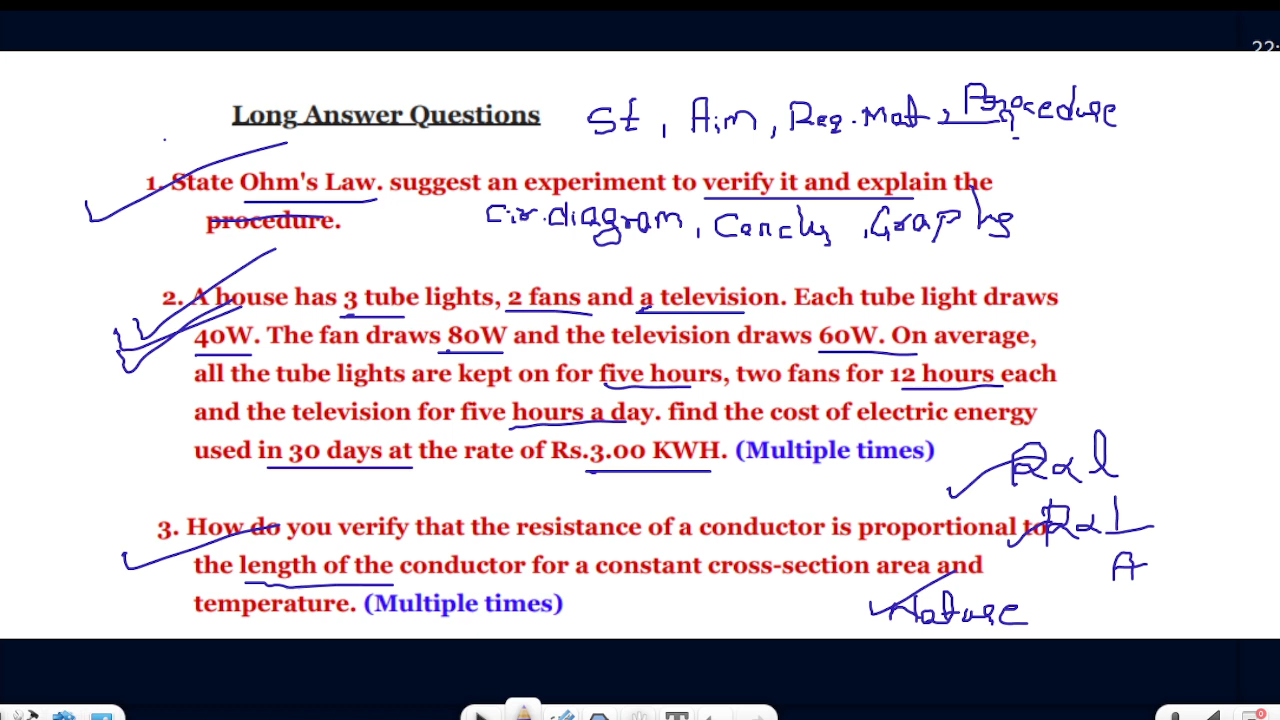 22
Long Answer Questions St, Aim, Req. Mat, Procedure
1. State Ohm's Law. suggest an experiment to verify it and explain the
procedure. Cir. diagram, Conclu, Graph
2. A house has 3 tube lights, 2 fans and a television. Each tube light draws
40W. The fan draws 80W and the television draws 60W. On average,
all the tube lights are kept on for five hours, two fans for 12 hours each
and the television for five hours a day. find the cost of electric energy
used in 30 days at the rate of Rs.3.00 KWH. (Multiple times)
R α l
3. How do you verify that the resistance of a conductor is proportional to
R α 1
the length of the conductor for a constant cross-section area and
A
temperature. (Multiple times) Nature